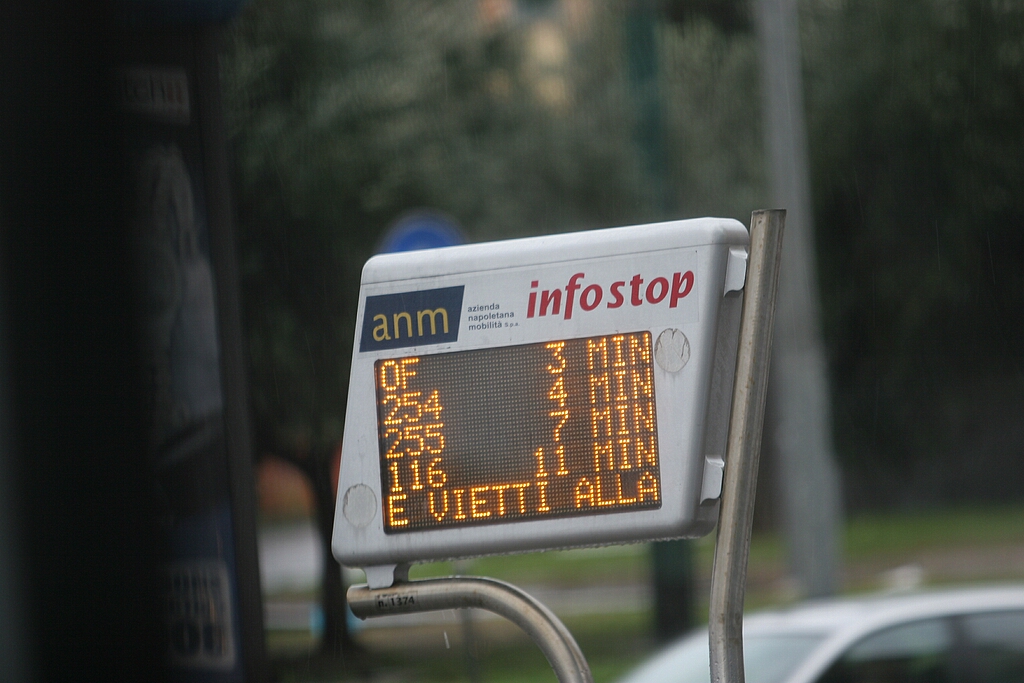 anm
azienda
napoletana
mobilità S.p.A.
infostop
OF 3 MIN
254 4 MIN
255 7 MIN
116 11 MIN
E VIETTI ALLA
n. 1374